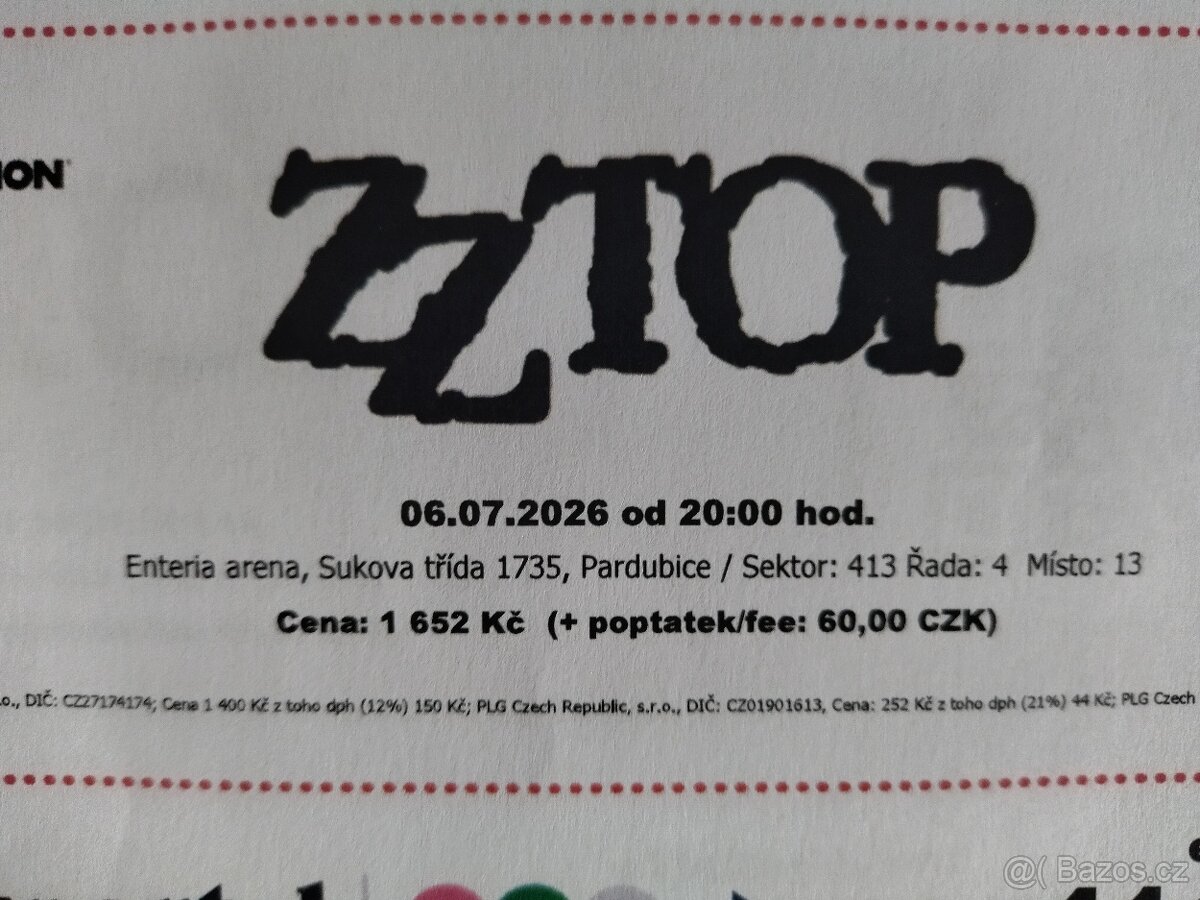 ION
ZZTOP
06.07.2026 od 20:00 hod.
Enteria arena, Sukova třída 1735, Pardubice / Sektor: 413 Řada: 4 Místo: 13
Cena: 1 652 Kč (+ poptatek/fee: 60,00 CZK)
.o., DIČ: CZ27174174; Cena 1 400 Kč z toho dph (12%) 150 Kč; PLG Czech Republic, s.r.o., DIČ: CZ01901613, Cena: 252 Kč z toho dph (21%) 44 Kč; PLG Czech
@( Bazos.cz